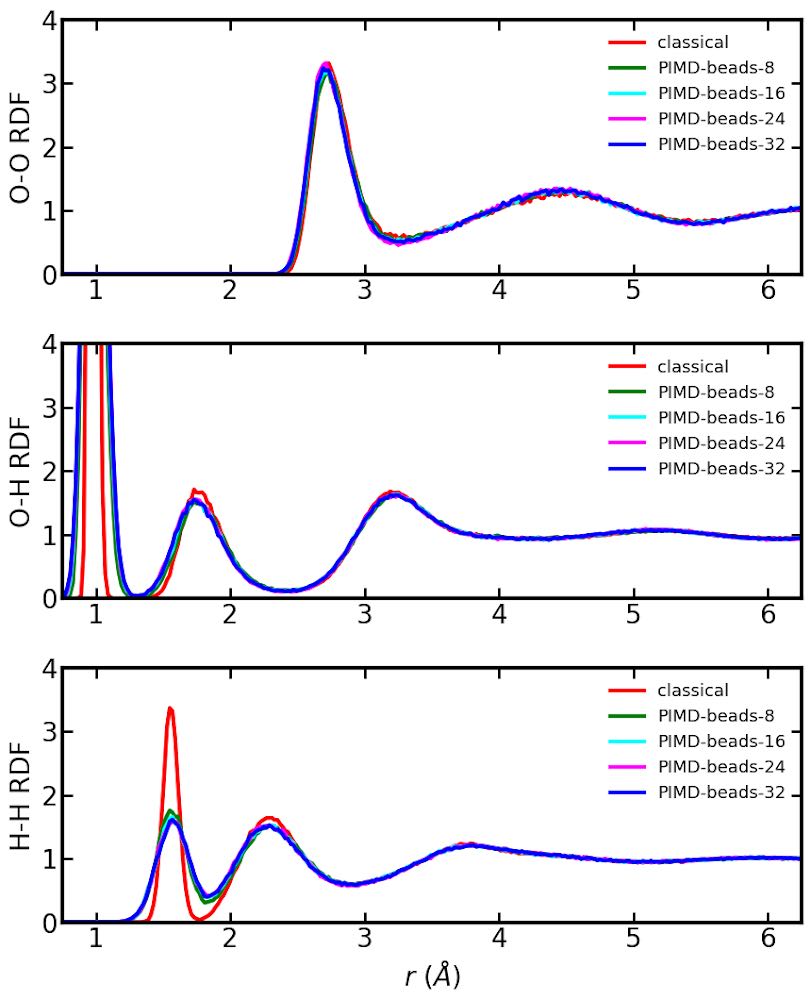 4
3
2
1
0
O-O RDF
classical
PIMD-beads-8
PIMD-beads-16
PIMD-beads-24
PIMD-beads-32
1 2 3 4 5 6
4
3
2
1
0
O-H RDF
classical
PIMD-beads-8
PIMD-beads-16
PIMD-beads-24
PIMD-beads-32
1 2 3 4 5 6
4
3
2
1
0
H-H RDF
classical
PIMD-beads-8
PIMD-beads-16
PIMD-beads-24
PIMD-beads-32
1 2 3 4 5 6
r (Å)